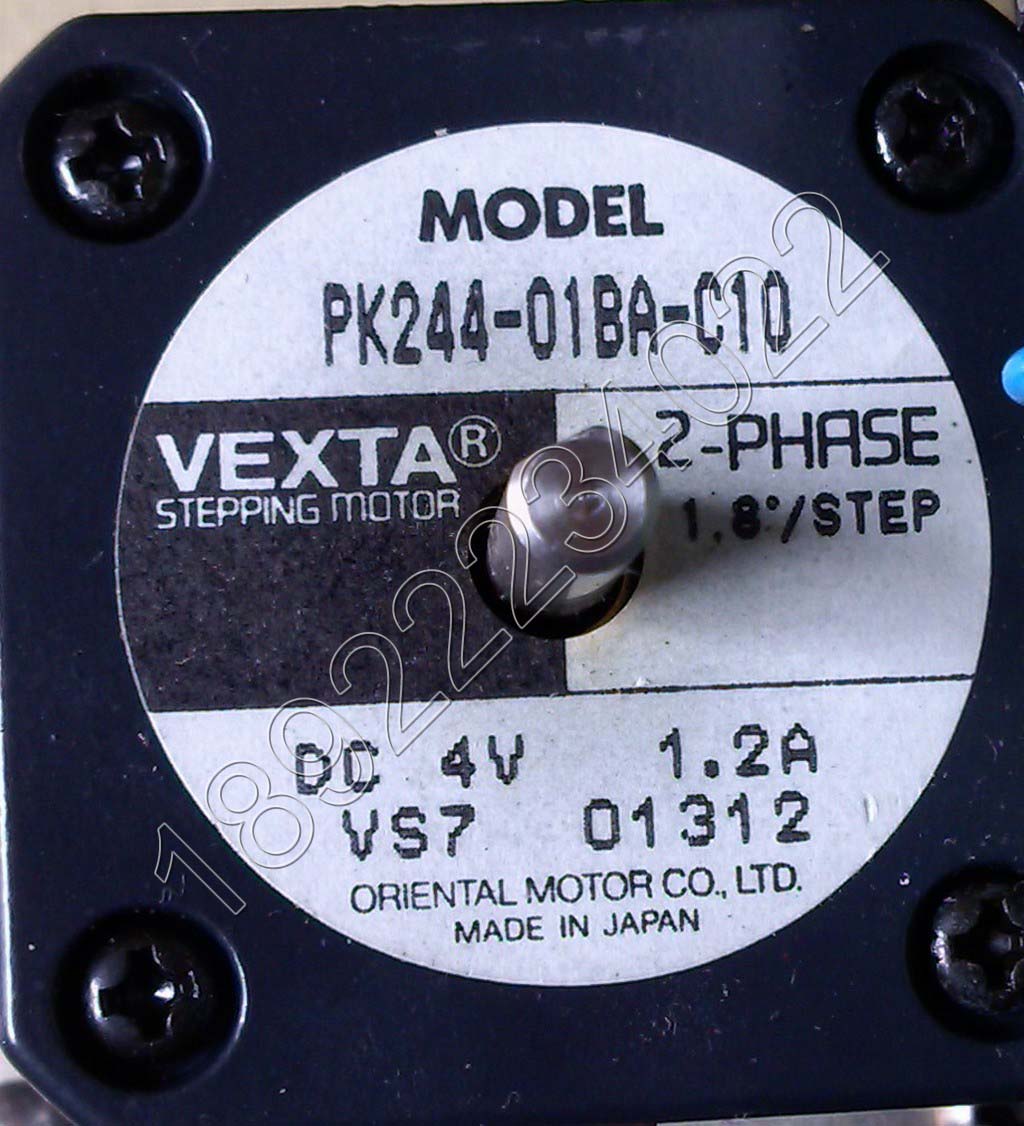 MODEL
PK244-01BA-C10
VEXTA®
STEPPING MOTOR
2-PHASE
1.8°/STEP
DC 4V 1.2A
VS7 01312
ORIENTAL MOTOR CO., LTD.
MADE IN JAPAN
18922234022